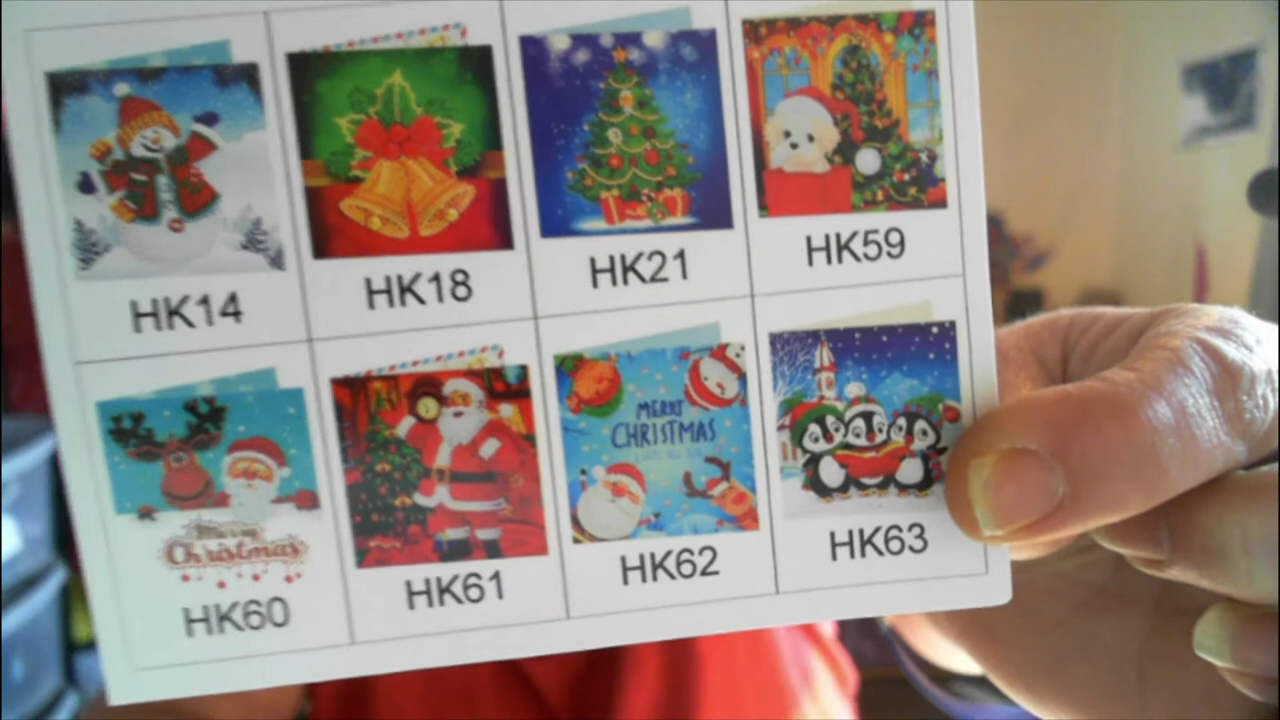 HK14
HK18
HK21
HK59
Merry
Christmas
HK60
HK61
MERRY
CHRISTMAS
HK62
HK63